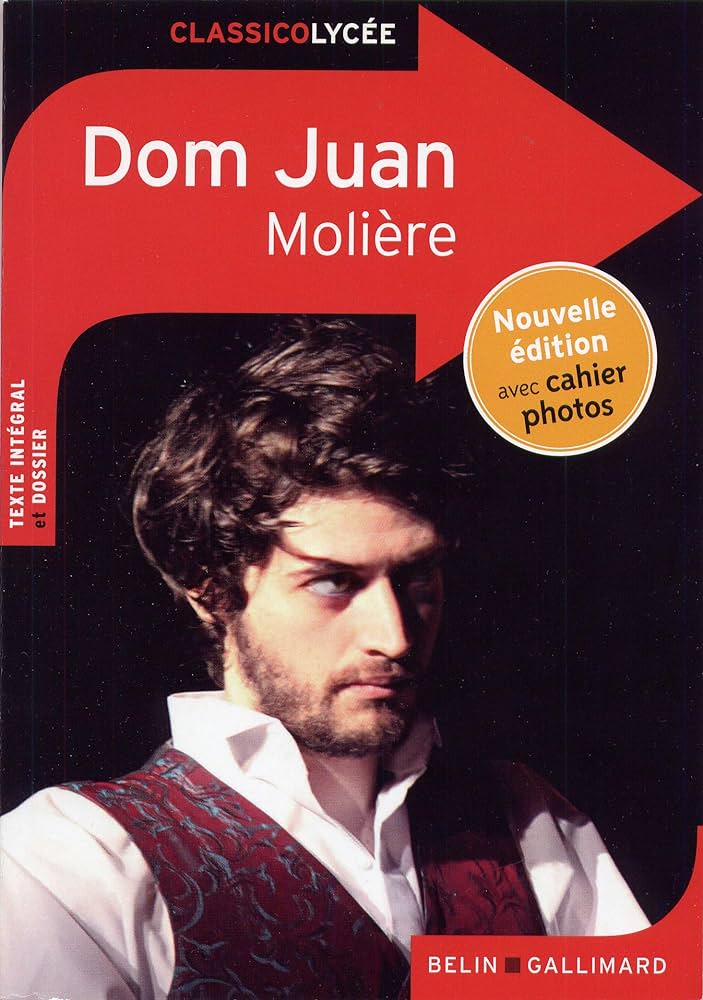 CLASSICOLYCÉE
Dom Juan
Molière
Nouvelle
édition
avec cahier
photos
TEXTE INTÉGRAL
et DOSSIER
BELIN ■ GALLIMARD